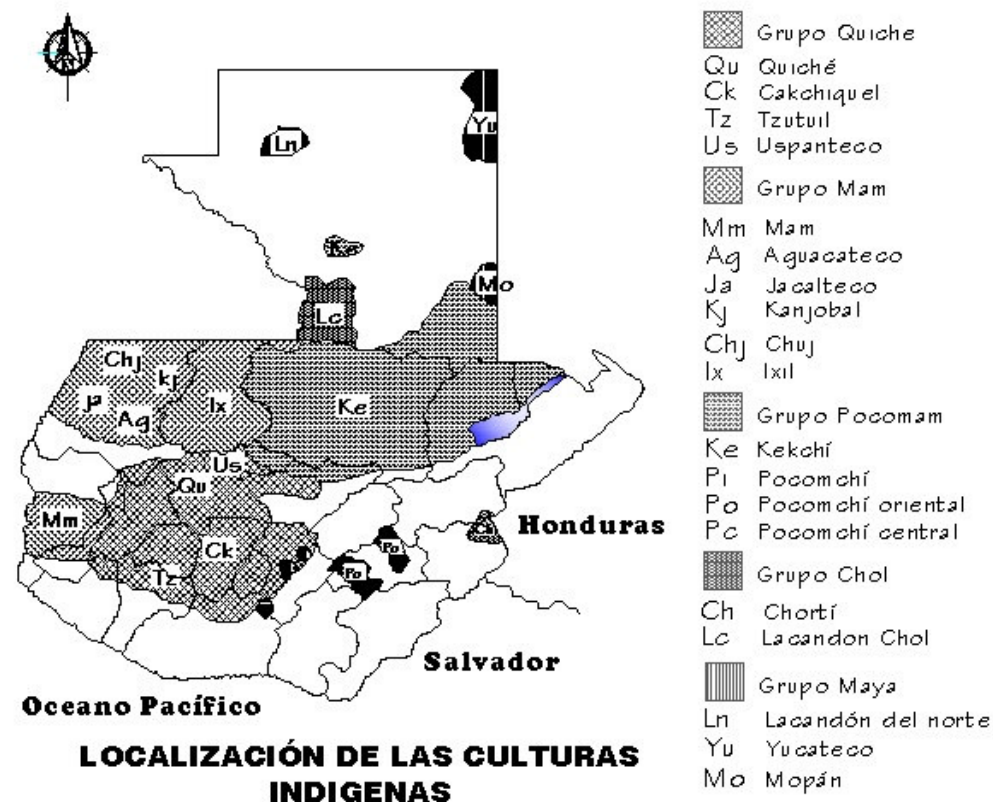 Ln
Yu
Ke
Mo
Lc
Chj
kj
Ja
Ag
Ix
Ke
Us
Qu
Mm
Ck
Tz
Po
Po
Ch
Honduras
Salvador
Oceano Pacífico
LOCALIZACIÓN DE LAS CULTURAS
INDIGENAS
Grupo Quiche
Qu Quiché
Ck Cakchiquel
Tz Tzutuil
Us Uspanteco
Grupo Mam
Mm Mam
Ag Aguacateco
Ja Jacalteco
Kj Kanjobal
Chj Chuj
Ix Ixil
Grupo Pocomam
Ke Kekchí
Pi Pocomchí
Po Pocomchí oriental
Pc Pocomchí central
Grupo Chol
Ch Chortí
Lc Lacandon Chol
Grupo Maya
Ln Lacandón del norte
Yu Yucateco
Mo Mopán